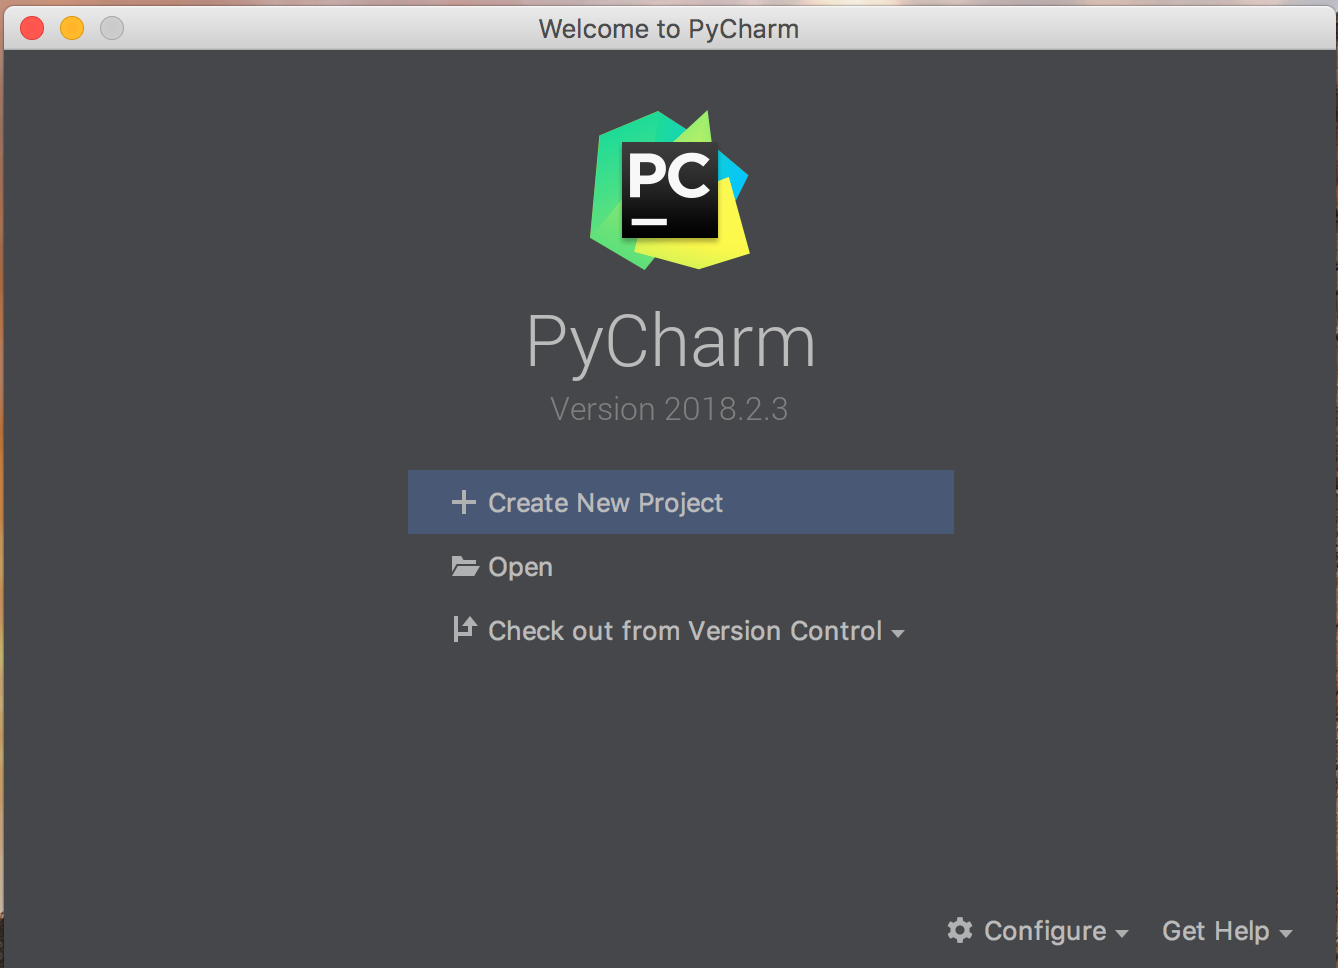 Welcome to PyCharm
PC
PyCharm
Version 2018.2.3
Create New Project
Open
Check out from Version Control
Configure
Get Help